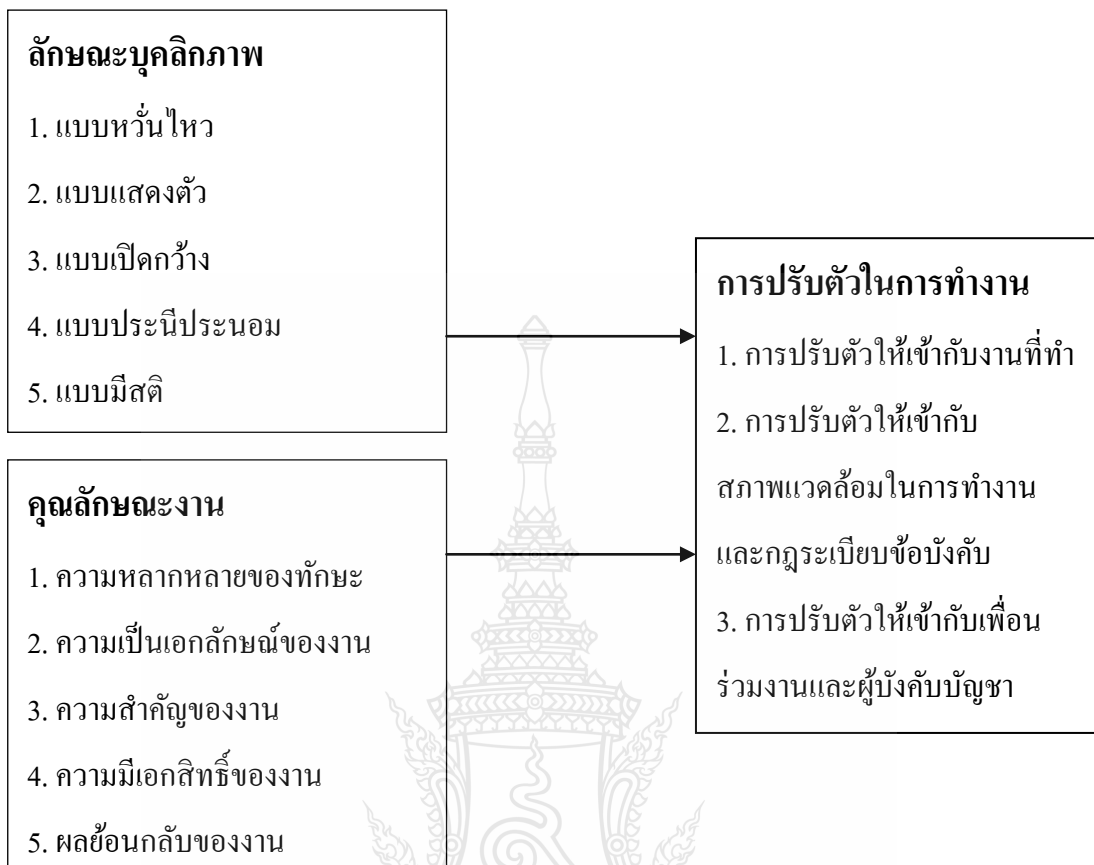 ลักษณะบุคลิกภาพ
1. แบบหวั่นไหว
2. แบบแสดงตัว
3. แบบเปิดกว้าง
4. แบบประนีประนอม
5. แบบมีสติ
คุณลักษณะงาน
1. ความหลากหลายของทักษะ
2. ความเป็นเอกลักษณ์ของงาน
3. ความสำคัญของงาน
4. ความมีเอกสิทธิ์ของงาน
5. ผลย้อนกลับของงาน
การปรับตัวในการทำงาน
1. การปรับตัวให้เข้ากับงานที่ทำ
2. การปรับตัวให้เข้ากับ
สภาพแวดล้อมในการทำงาน
และกฎระเบียบข้อบังคับ
3. การปรับตัวให้เข้ากับเพื่อน
ร่วมงานและผู้บังคับบัญชา